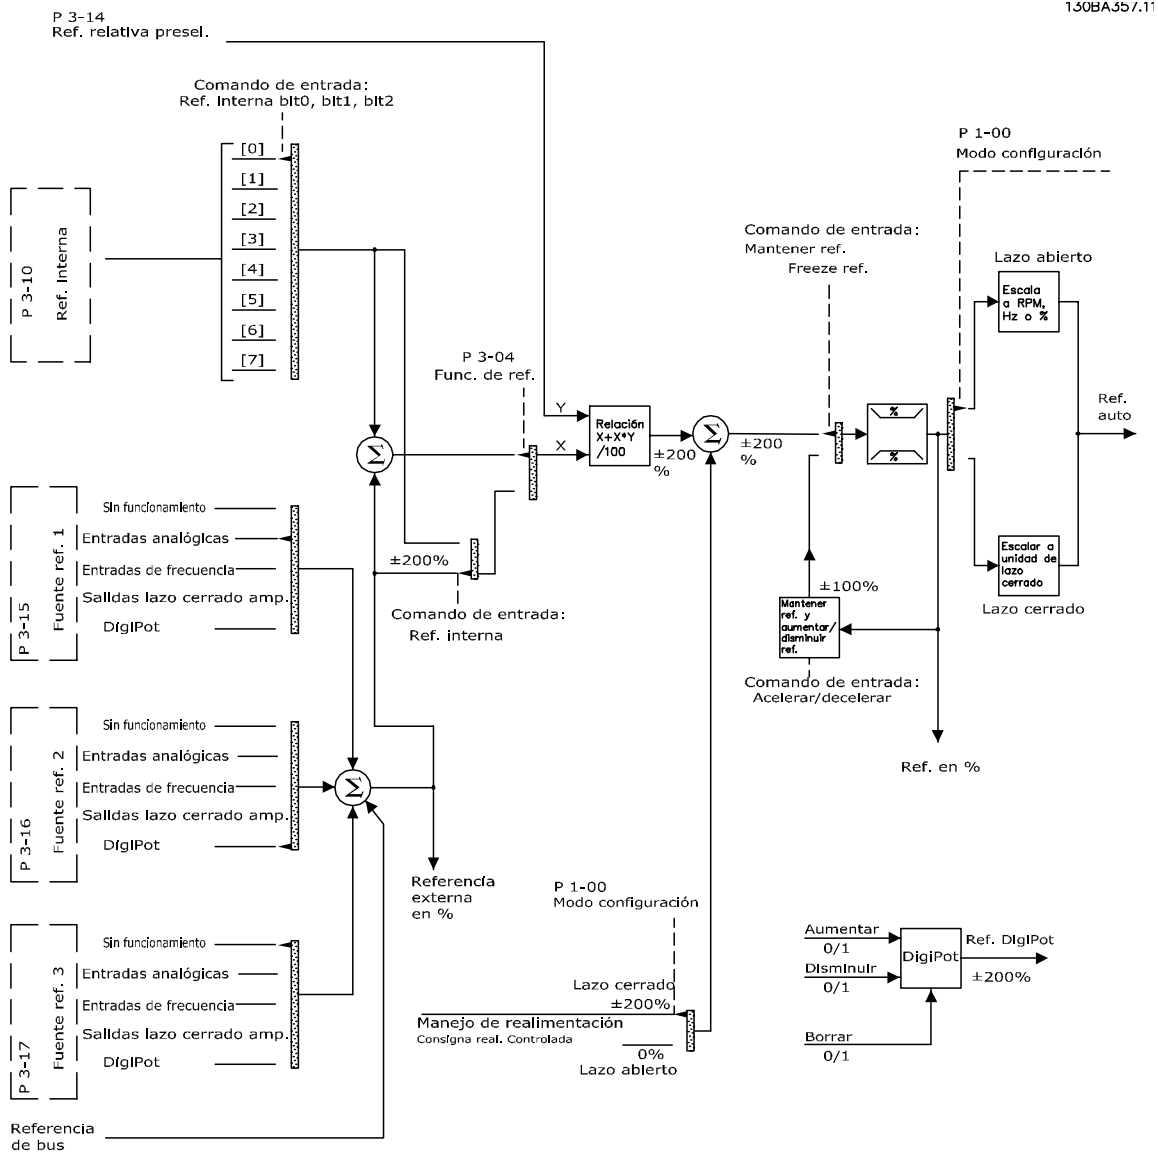 130BA357.11
P 3-14
Ref. relativa presel.
Comando de entrada:
Ref. Interna bit0, bit1, bit2
[0]
[1]
[2]
[3]
[4]
[5]
[6]
[7]
P 3-10
Ref. Interna
P 3-04
Func. de ref.
Y
X
Relación
X+X*Y
/100
±200
%
±200
%
Comando de entrada:
Mantener ref.
Freeze ref.
P 1-00
Modo configuración
Lazo abierto
Escala
a RPM,
Hz o %
%
%
Ref.
auto
Escalar a
unidad de
lazo
cerrado
Lazo cerrado
±100%
Mantener
ref. y
aumentar/
disminuir
ref.
Comando de entrada:
Acelerar/decelerar
Ref. en %
Σ
Σ
±200%
Comando de entrada:
Ref. interna
P 3-15
Fuente ref. 1
Sin funcionamiento
Entradas analógicas
Entradas de frecuencia
Salidas lazo cerrado amp.
DigiPot
P 3-16
Fuente ref. 2
Sin funcionamiento
Entradas analógicas
Entradas de frecuencia
Salidas lazo cerrado amp.
DigiPot
Σ
Referencia
externa
en %
P 3-17
Fuente ref. 3
Sin funcionamiento
Entradas analógicas
Entradas de frecuencia
Salidas lazo cerrado amp.
DigiPot
Referencia
de bus
P 1-00
Modo configuración
Lazo cerrado
±200%
Manejo de realimentación
Consigna real. Controlada
0%
Lazo abierto
Aumentar
0/1
Disminuir
0/1
Borrar
0/1
DigiPot
Ref. DigiPot
±200%